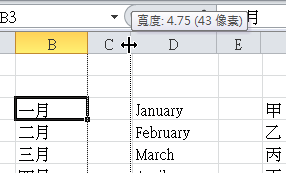 B3
月
寬度: 4.75 (43 像素)
B C D E
一月 January 甲
二月 February 乙
三月 March 丙